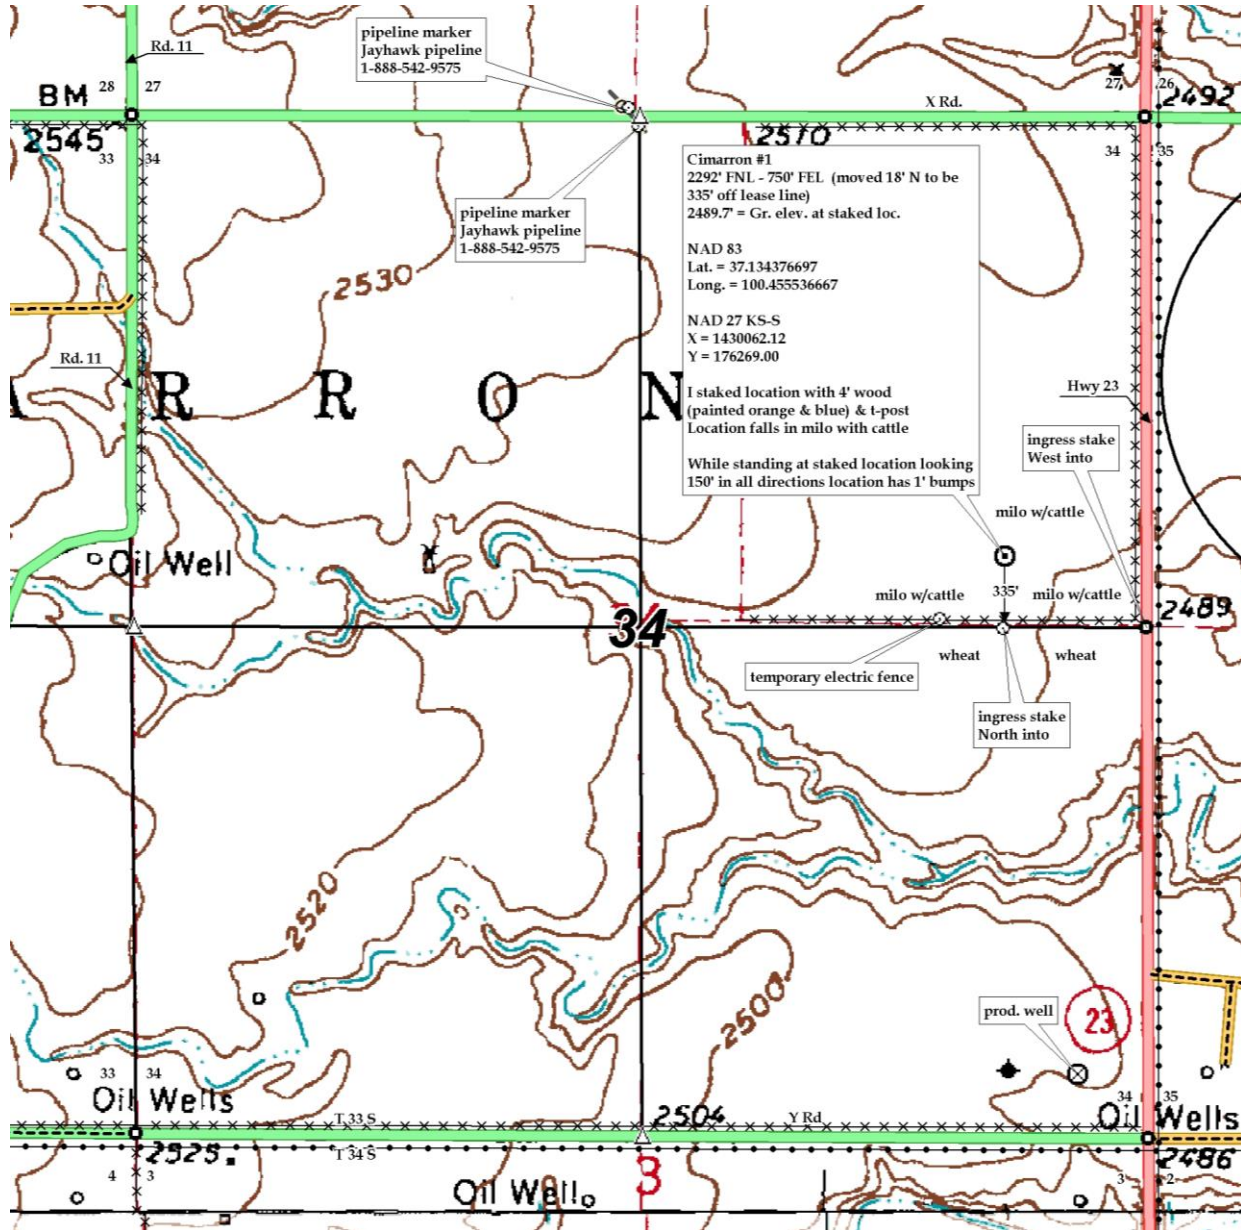 pipeline marker
Jayhawk pipeline
1-888-542-9575
Rd. 11
28 27
27 26
BM
2545
X Rd.
2492
2510
33 34
34 35
Cimarron #1
2292' FNL - 750' FEL (moved 18' N to be
335' off lease line)
2489.7' = Gr. elev. at staked loc.
NAD 83
Lat. = 37.134376697
Long. = 100.455536667
NAD 27 KS-S
X = 1430062.12
Y = 176269.00
I staked location with 4' wood
(painted orange & blue) & t-post
Location falls in milo with cattle
While standing at staked location looking
150' in all directions location has 1' bumps
pipeline marker
Jayhawk pipeline
1-888-542-9575
2530
Rd. 11
Hwy 23
A R R O N
ingress stake
West into
milo w/cattle
Oil Well
milo w/cattle
335'
milo w/cattle
2489
34
wheat
wheat
temporary electric fence
ingress stake
North into
2520
2500
prod. well
23
33 34
34 35
Oil Wells
Oil Wells
T 33 S
2504
Y Rd
2525
T 34 S
2486
4 3
3 2
3
Oil Well